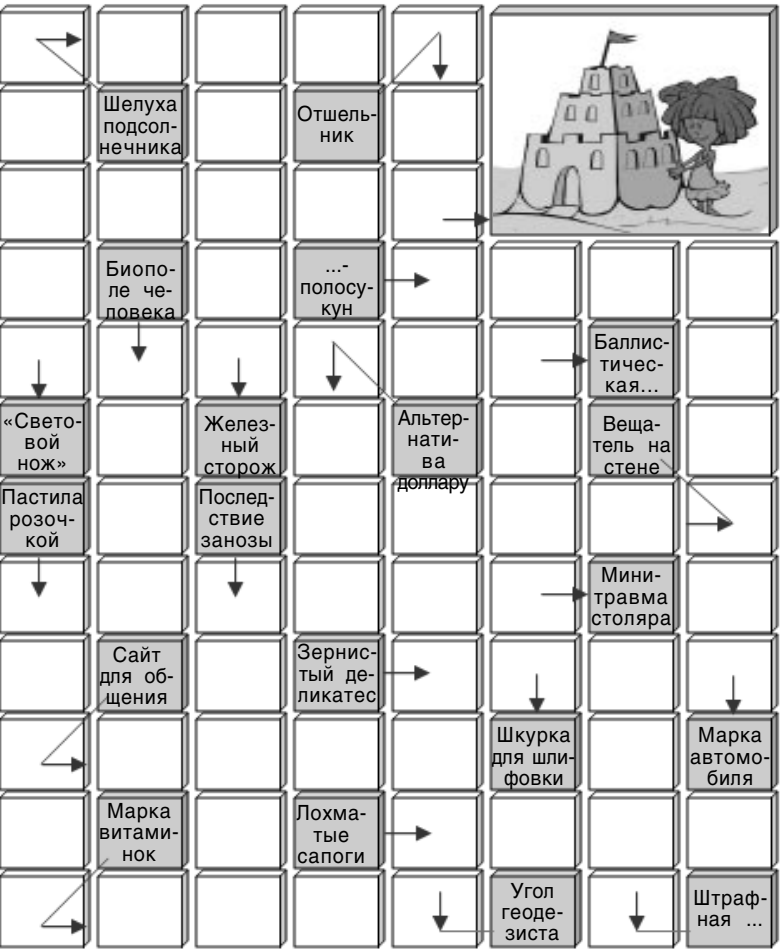 Шелуха
подсол-
нечника
Отшель-
ник
Биопо-
ле че-
ловека
...-
полосу-
кун
Баллис-
тичес-
кая...
«Свето-
вой
нож»
Желез-
ный
сторож
Альтер-
нати-
ва
доллару
Веща-
тель на
стене
Пастила
розоч-
кой
Послед-
ствие
занозы
Мини-
травма
столяра
Сайт
для об-
щения
Зернис-
тый де-
ликатес
Шкурка
для шли-
фовки
Марка
автомо-
биля
Марка
витами-
нок
Лохма-
тые
сапоги
Угол
геоде-
зиста
Штраф-
ная ...